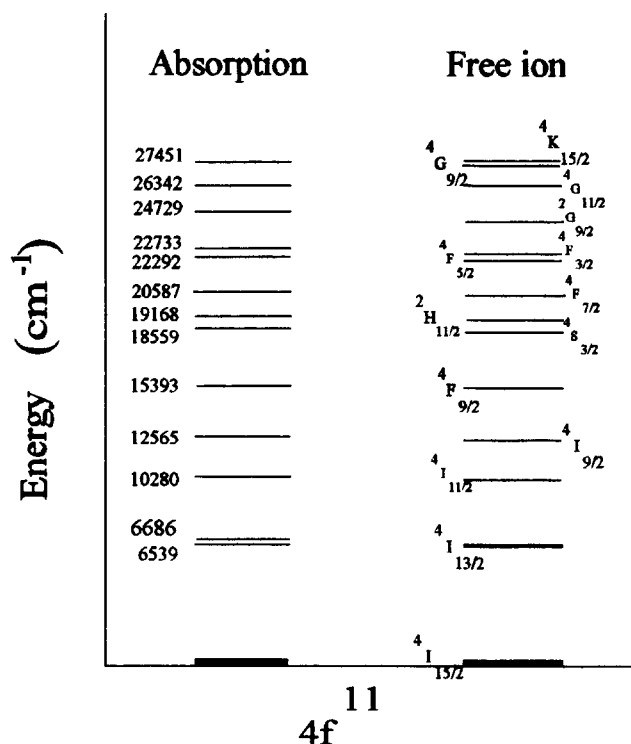 Absorption
Free ion
Energy (cm-1)
27451
26342
24729
22733
22292
20587
19168
18559
15393
12565
10280
6686
6539
4K15/2
4G9/2
4G11/2
2G9/2
4F3/2
4F5/2
4F7/2
2H11/2
4S3/2
4F9/2
4I9/2
4I11/2
4I13/2
4I15/2
11
4f